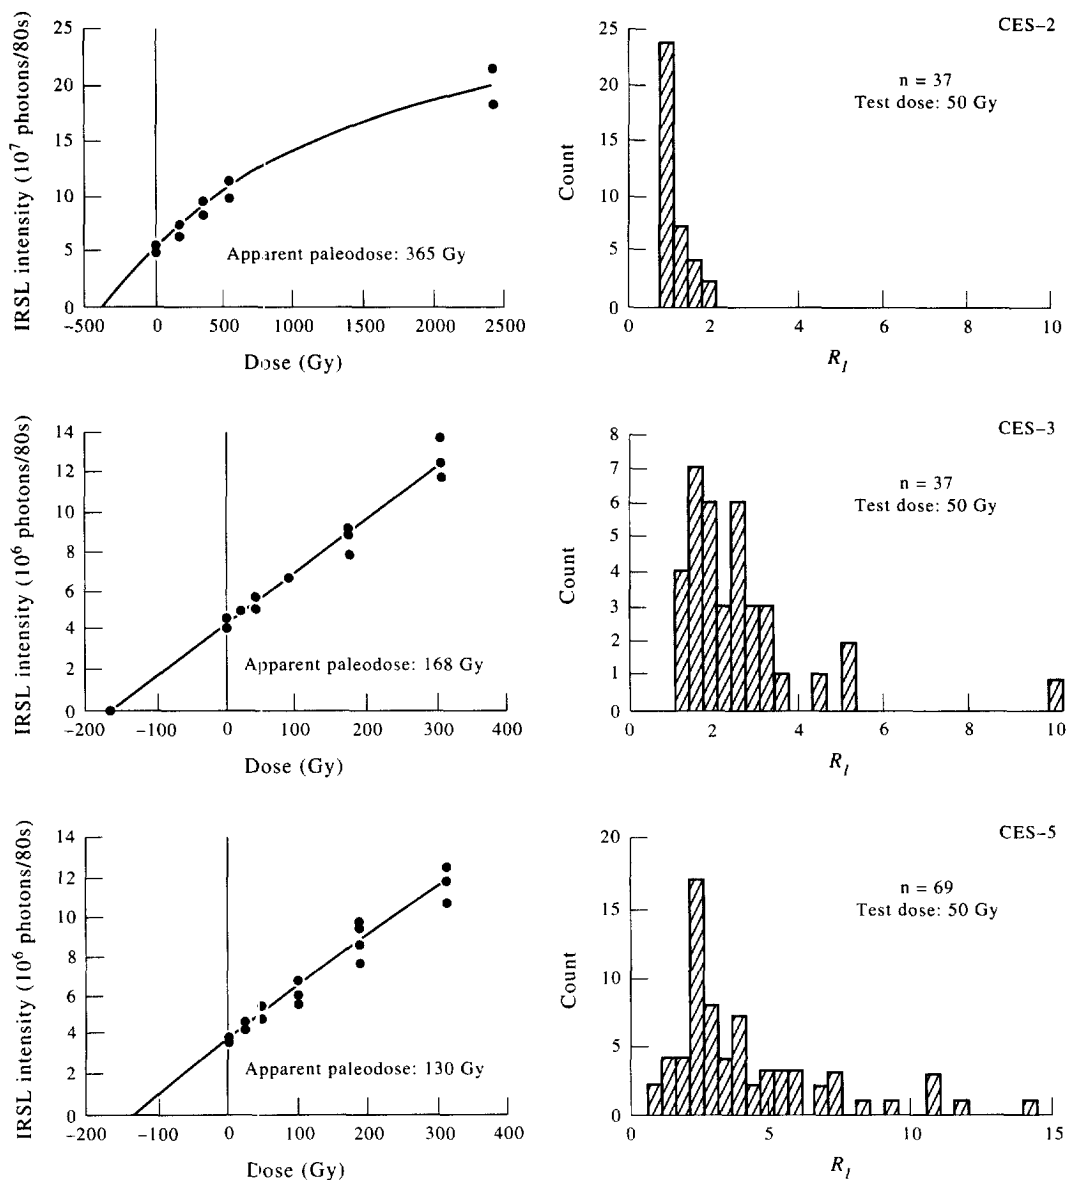 IRSL intensity (10⁷ photons/80s)
25
20
15
10
5
0
-500 0 500 1000 1500 2000 2500
Dose (Gy)
Apparent paleodose: 365 Gy
CES-2
n = 37
Test dose: 50 Gy
Count
25
20
15
10
5
0
0 2 4 6 8 10
R_l
IRSL intensity (10⁶ photons/80s)
14
12
10
8
6
4
2
0
-200 -100 0 100 200 300 400
Dose (Gy)
Apparent paleodose: 168 Gy
CES-3
n = 37
Test dose: 50 Gy
Count
8
7
6
5
4
3
2
1
0
0 2 4 6 8 10
R_l
IRSL intensity (10⁶ photons/80s)
14
12
10
8
6
4
2
0
-200 -100 0 100 200 300 400
Dose (Gy)
Apparent paleodose: 130 Gy
CES-5
n = 69
Test dose: 50 Gy
Count
20
15
10
5
0
0 5 10 15
R_l